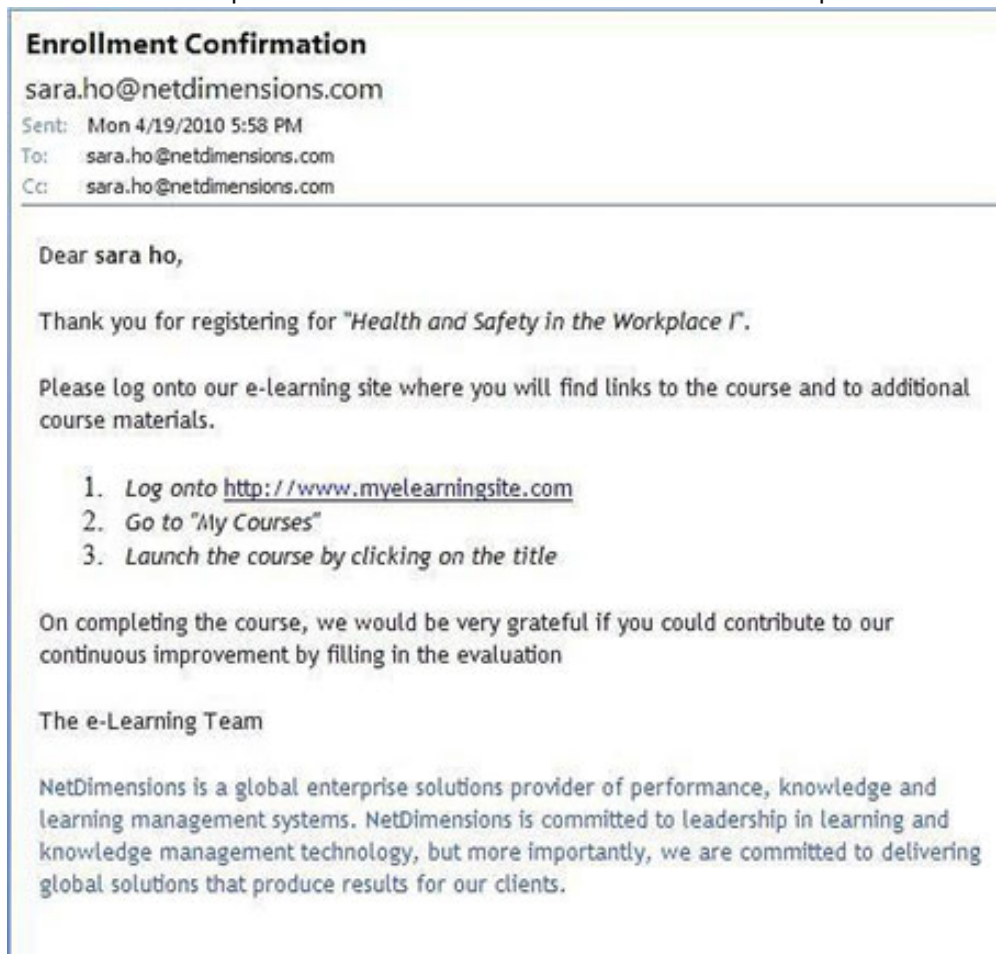 Enrollment Confirmation
sara.ho@netdimensions.com
Sent: Mon 4/19/2010 5:58 PM
To: sara.ho@netdimensions.com
Cc: sara.ho@netdimensions.com
Dear sara ho,
Thank you for registering for "Health and Safety in the Workplace I".
Please log onto our e-learning site where you will find links to the course and to additional
course materials.
1. Log onto http://www.myelearningsite.com
2. Go to "My Courses"
3. Launch the course by clicking on the title
On completing the course, we would be very grateful if you could contribute to our
continuous improvement by filling in the evaluation
The e-Learning Team
NetDimensions is a global enterprise solutions provider of performance, knowledge and
learning management systems. NetDimensions is committed to leadership in learning and
knowledge management technology, but more importantly, we are committed to delivering
global solutions that produce results for our clients.